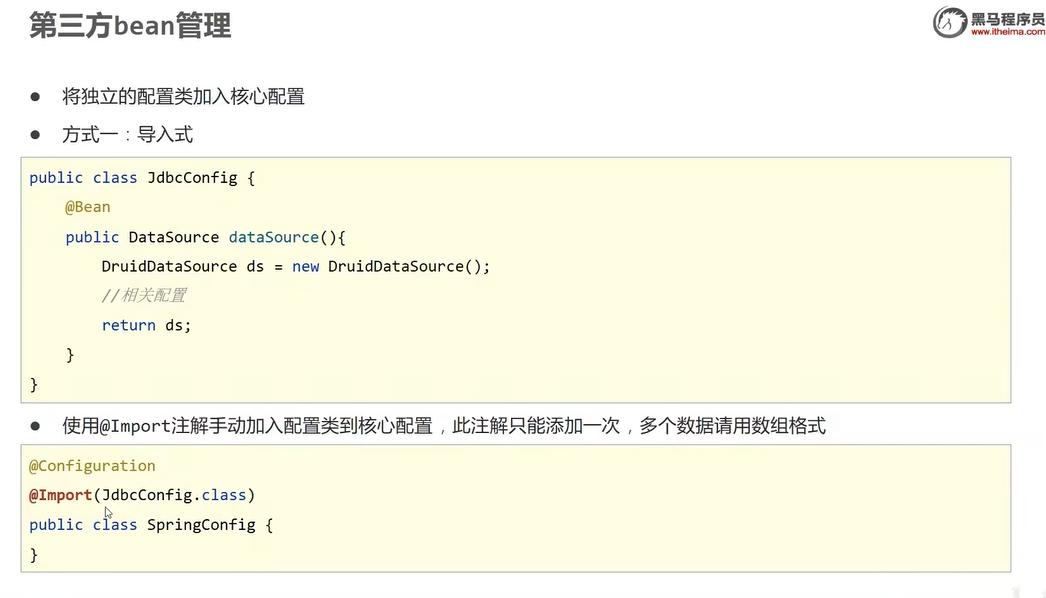 第三方bean管理
黑马程序员
www.itheima.com
● 将独立的配置类加入核心配置
● 方式一：导入式
public class JdbcConfig {
    @Bean
    public DataSource dataSource(){
        DruidDataSource ds = new DruidDataSource();
        //相关配置
        return ds;
    }
}
● 使用@Import注解手动加入配置类到核心配置，此注解只能添加一次，多个数据请用数组格式
@Configuration
@Import(JdbcConfig.class)
public class SpringConfig {
}